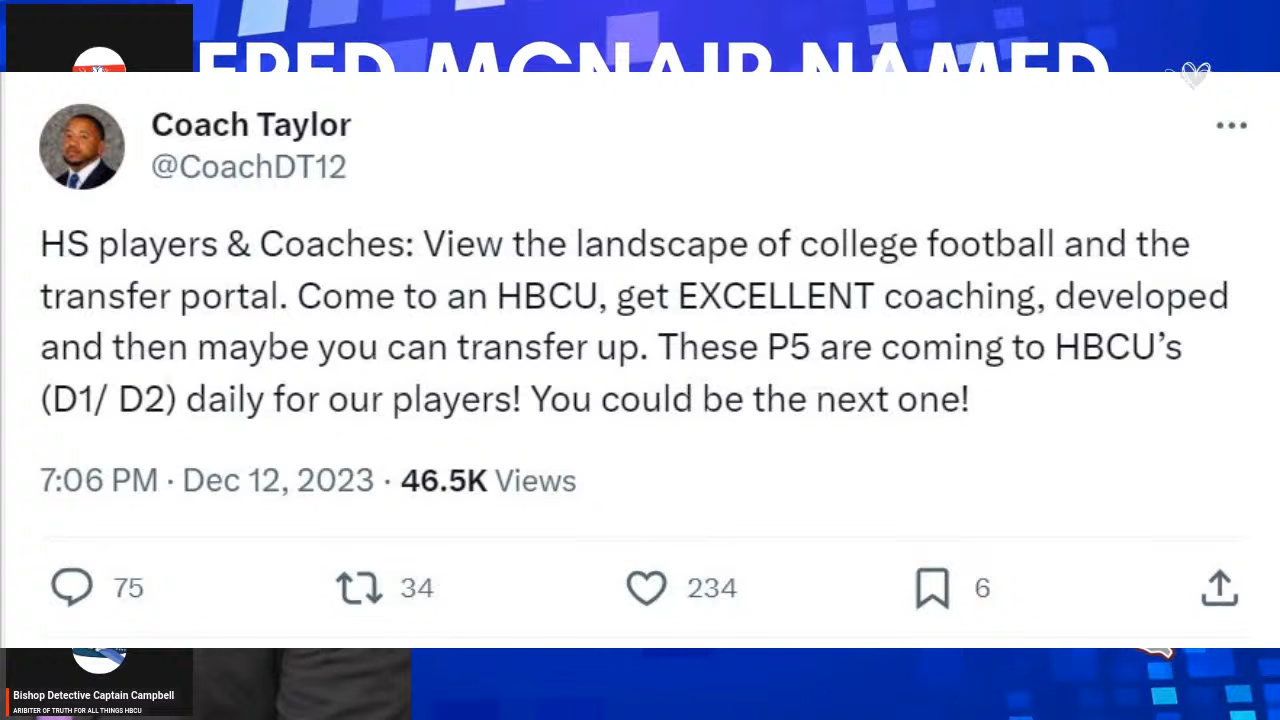 ERED MCNAIR NAMED
Coach Taylor
@CoachDT12
HS players & Coaches: View the landscape of college football and the
transfer portal. Come to an HBCU, get EXCELLENT coaching, developed
and then maybe you can transfer up. These P5 are coming to HBCU’s
(D1/ D2) daily for our players! You could be the next one!
7:06 PM · Dec 12, 2023 · 46.5K Views
75
34
234
6
Bishop Detective Captain Campbell
ARIBITER OF TRUTH FOR ALL THINGS HBCU